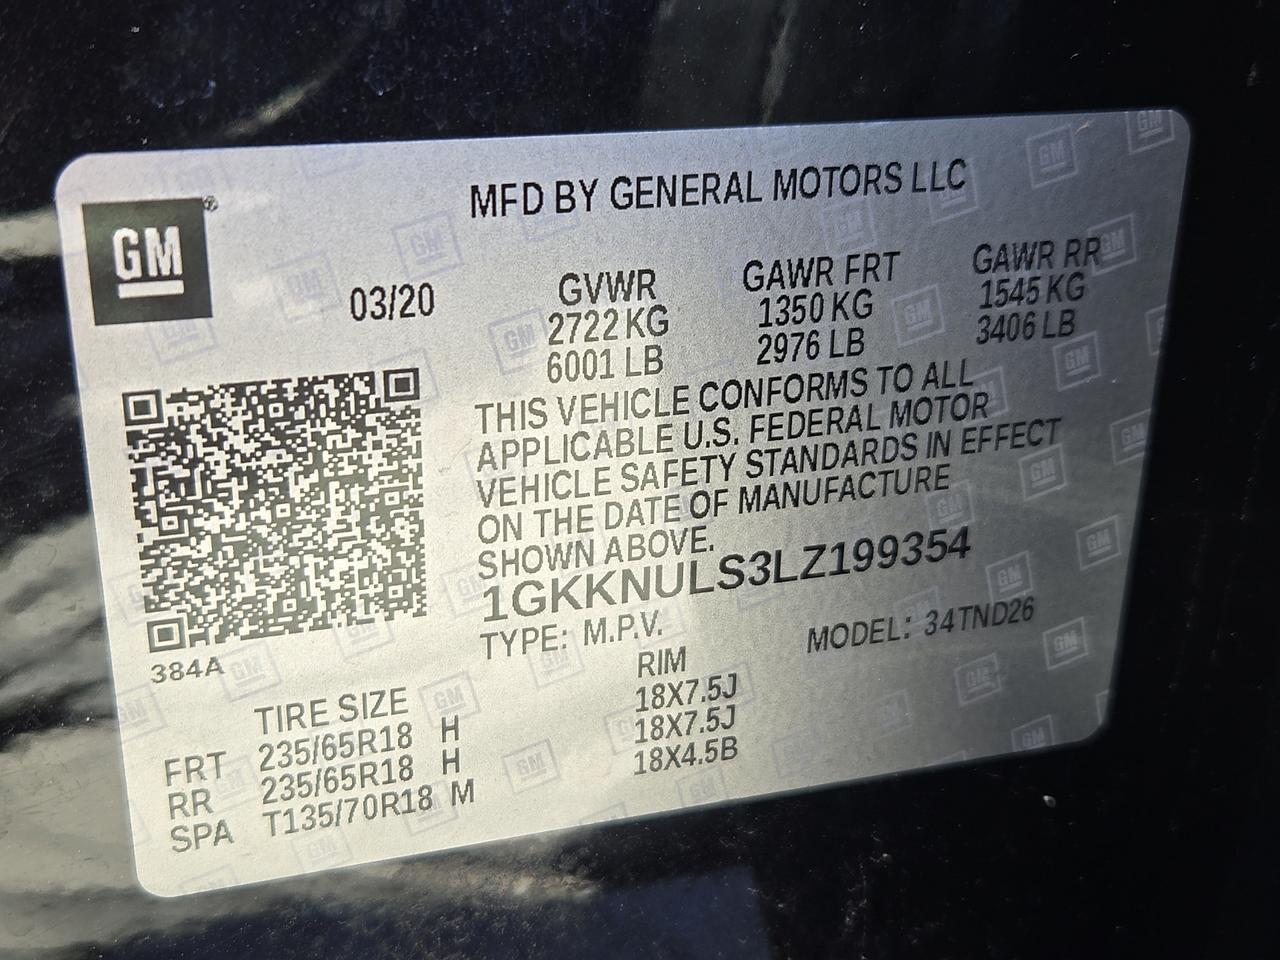 GM®
MFD BY GENERAL MOTORS LLC
03/20
GVWR GAWR FRT GAWR RR
2722 KG 1350 KG 1545 KG
6001 LB 2976 LB 3406 LB
THIS VEHICLE CONFORMS TO ALL
APPLICABLE U.S. FEDERAL MOTOR
VEHICLE SAFETY STANDARDS IN EFFECT
ON THE DATE OF MANUFACTURE
SHOWN ABOVE.
1GKKNULS3LZ199354
TYPE: M.P.V. MODEL: 34TND26
384A
TIRE SIZE RIM
FRT 235/65R18 H 18X7.5J
RR 235/65R18 H 18X7.5J
SPA T135/70R18 M 18X4.5B